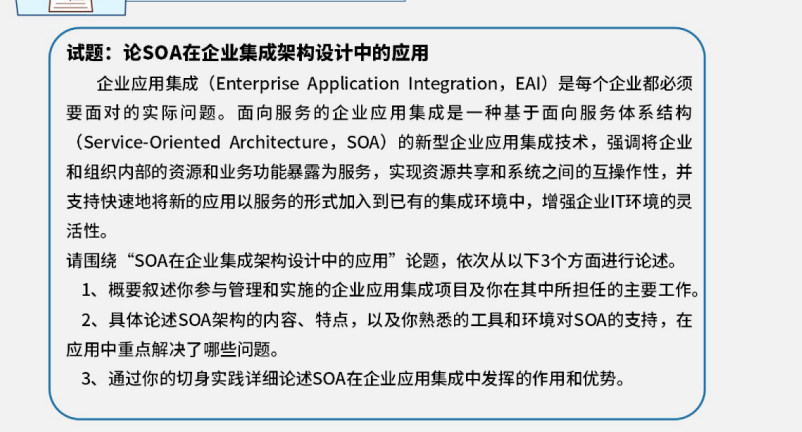 试题：论SOA在企业集成架构设计中的应用
企业应用集成（Enterprise Application Integration，EAI）是每个企业都必须
要面对的实际问题。面向服务的企业应用集成是一种基于面向服务体系结构
（Service-Oriented Architecture，SOA）的新型企业应用集成技术，强调将企业
和组织内部的资源和业务功能暴露为服务，实现资源共享和系统之间的互操作性，并
支持快速地将新的应用以服务的形式加入到已有的集成环境中，增强企业IT环境的灵
活性。
请围绕“SOA在企业集成架构设计中的应用”论题，依次从以下3个方面进行论述。
1、概要叙述你参与管理和实施的企业应用集成项目及你在其中所担任的主要工作。
2、具体论述SOA架构的内容、特点，以及你熟悉的工具和环境对SOA的支持，在
应用中重点解决了哪些问题。
3、通过你的切身实践详细论述SOA在企业应用集成中发挥的作用和优势。